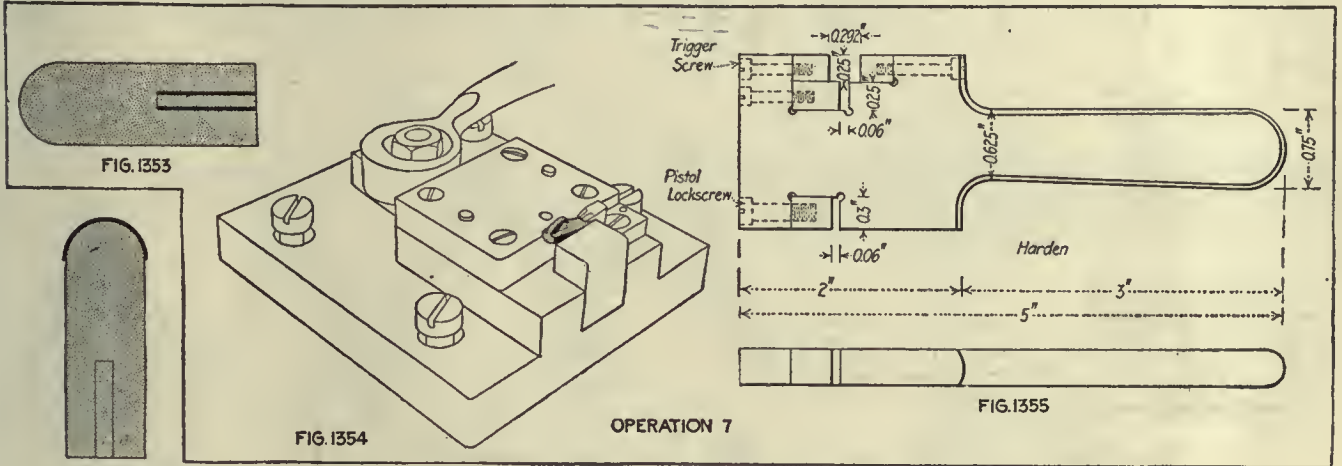 FIG.1353
FIG.1354
OPERATION 7
Trigger
Screw
0.292"
0.25
0.25
0.06"
Pistol
Lockscrew
0.3"
0.06"
0.625"
0.75"
Harden
2"
3"
5"
FIG.1355